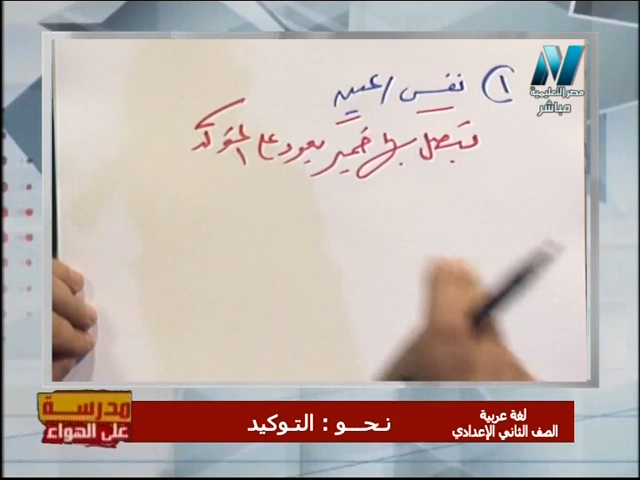 ١) نفس / عين
تتصل بها ضمير يعود على المؤكد
مصر التعليمية
مباشر
مدرسة
على الهواء
نحو : التوكيد
لغة عربية
الصف الثاني الإعدادي